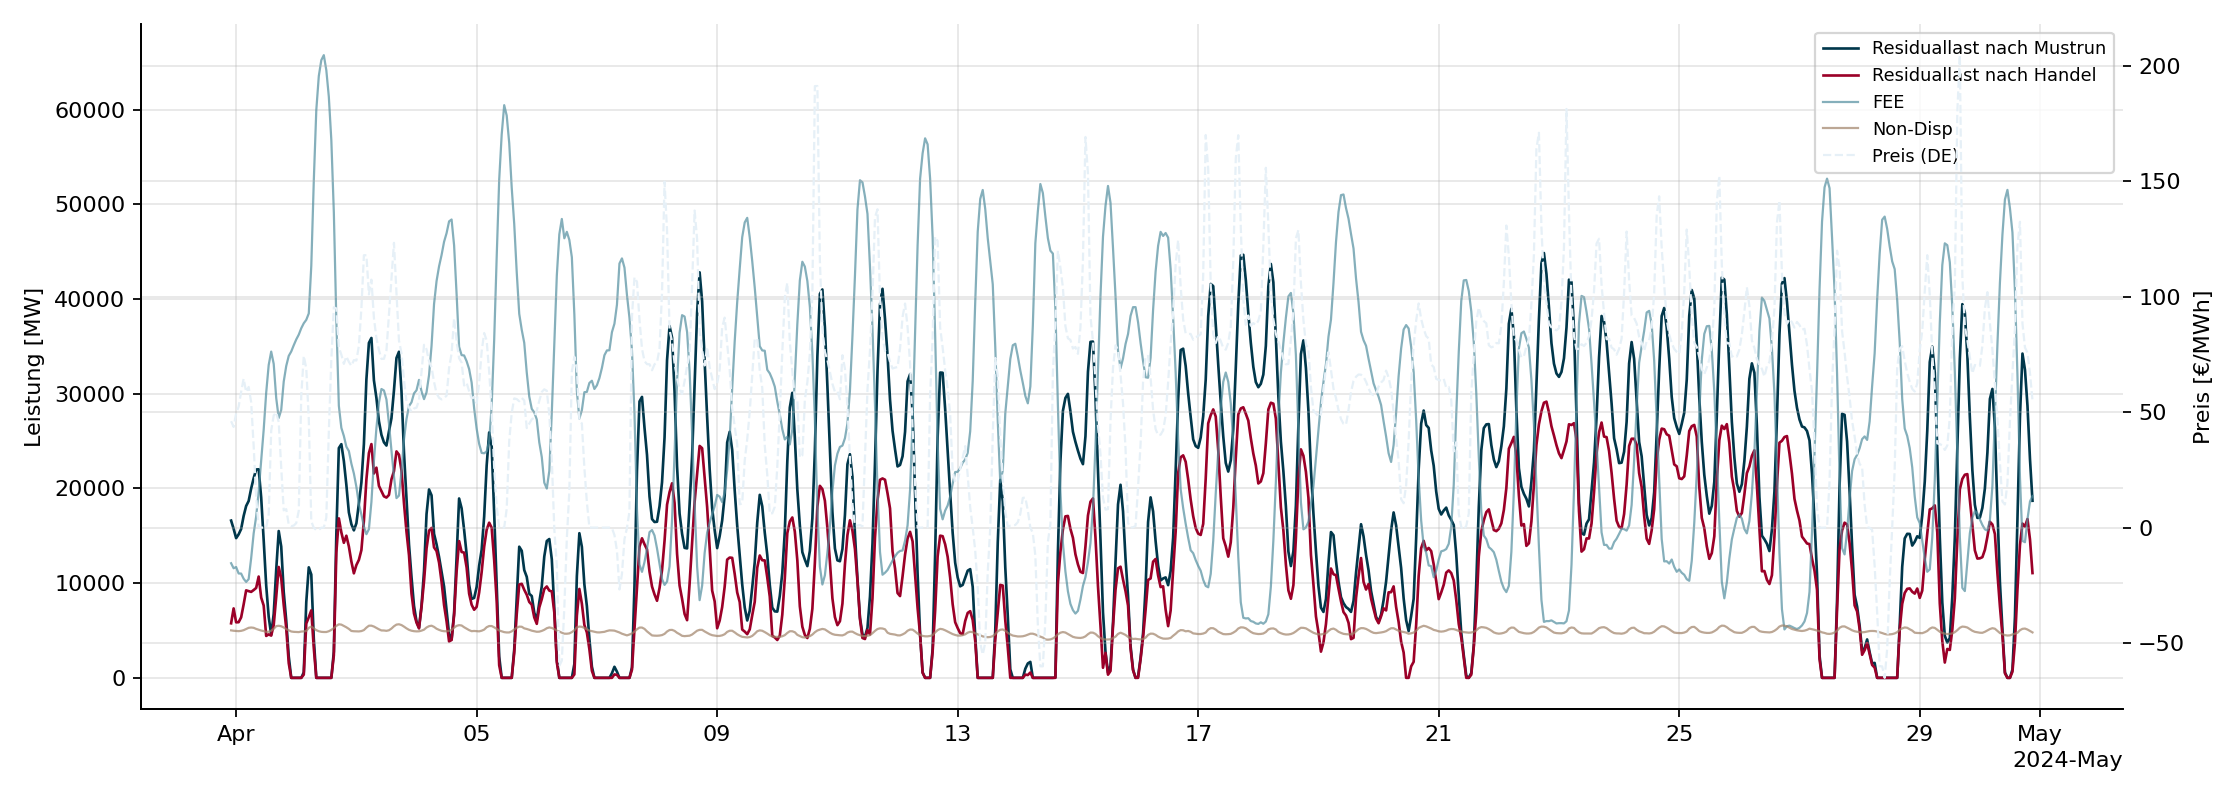 Residuallast nach Mustrun
Residuallast nach Handel
FEE
Non-Disp
Preis (DE)
Leistung [MW]
60000
50000
40000
30000
20000
10000
0
200
150
100
50
0
−50
Preis [€/MWh]
Apr
05
09
13
17
21
25
29
May
2024-May